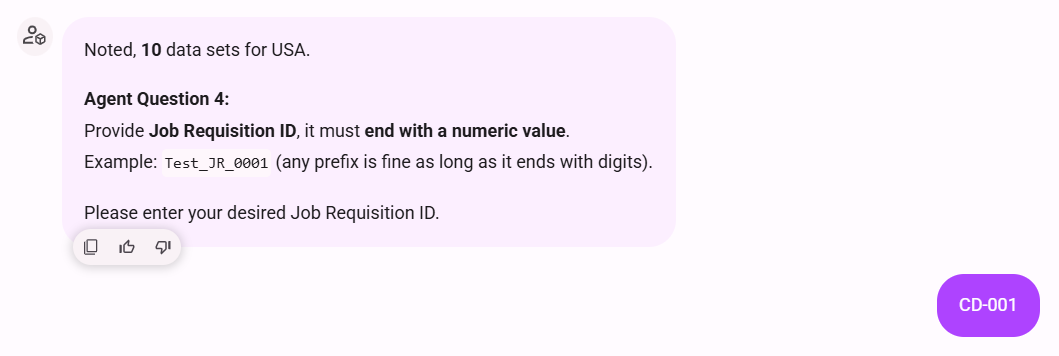 Noted, 10 data sets for USA.
Agent Question 4:
Provide Job Requisition ID, it must end with a numeric value.
Example: Test_JR_0001 (any prefix is fine as long as it ends with digits).
Please enter your desired Job Requisition ID.
CD-001